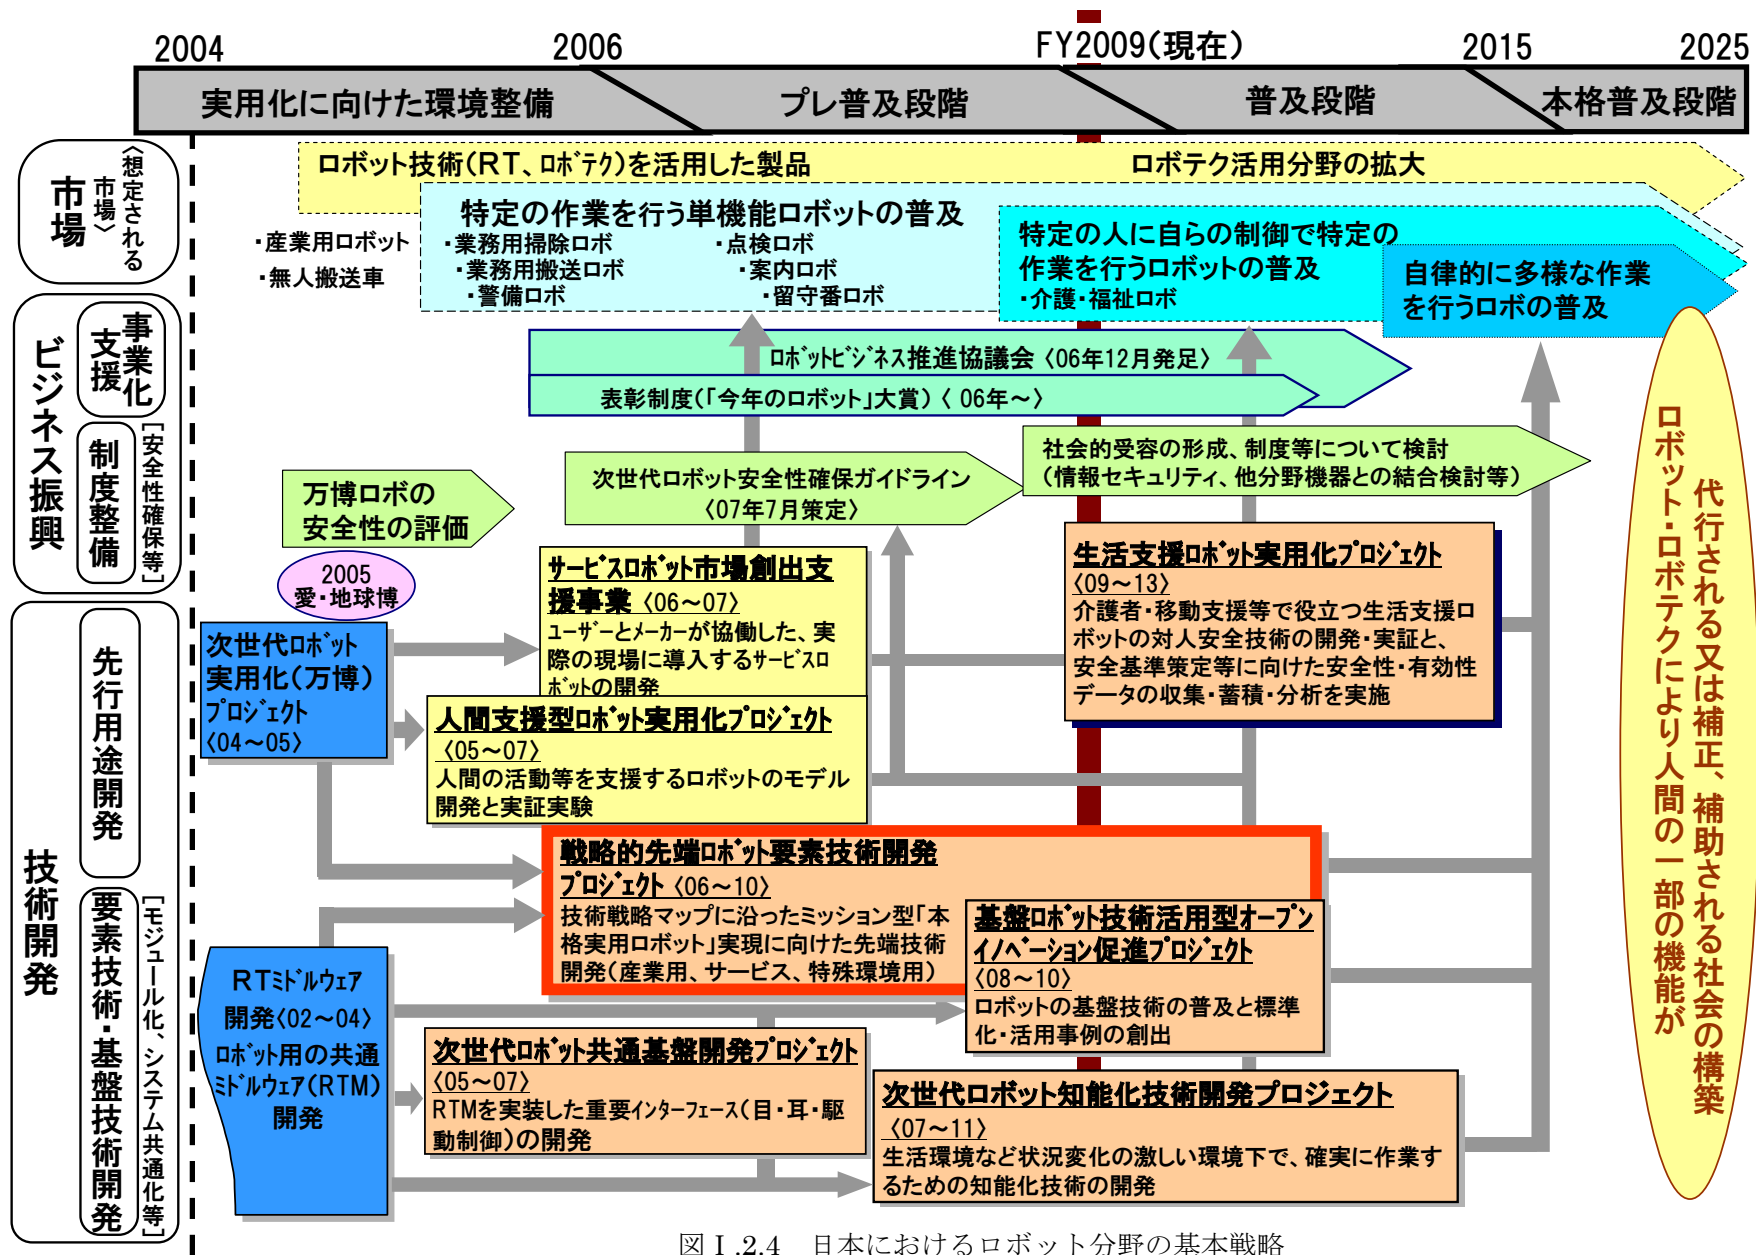 2004
2006
FY2009(現在)
2015
2025
実用化に向けた環境整備
プレ普及段階
普及段階
本格普及段階
市場
〈想定される
市場〉
ロボット技術(RT、ロボテク)を活用した製品
ロボテク活用分野の拡大
・産業用ロボット
・無人搬送車
特定の作業を行う単機能ロボットの普及
・業務用掃除ロボ
・業務用搬送ロボ
・警備ロボ
・点検ロボ
・案内ロボ
・留守番ロボ
特定の人に自らの制御で特定の
作業を行うロボットの普及
・介護・福祉ロボ
自律的に多様な作業
を行うロボの普及
ビジネス振興
事業化
支援
制度整備
[安全性確保等]
ロボットビジネス推進協議会〈06年12月発足〉
表彰制度(「今年のロボット」大賞)〈 06年～〉
万博ロボの
安全性の評価
次世代ロボット安全性確保ガイドライン
〈07年7月策定〉
社会的受容の形成、制度等について検討
(情報セキュリティ、他分野機器との結合検討等)
2005
愛・地球博
技術開発
先行用途開発
要素技術・基盤技術開発
[モジュール化、システム共通化等]
次世代ロボット
実用化(万博)
プロジェクト
〈04～05〉
サービスロボット市場創出支
援事業〈06～07〉
ユーザーとメーカーが協働した、実
際の現場に導入するサービスロ
ボットの開発
人間支援型ロボット実用化プロジェクト
〈05～07〉
人間の活動等を支援するロボットのモデル
開発と実証実験
生活支援ロボット実用化プロジェクト
〈09～13〉
介護者・移動支援等で役立つ生活支援ロ
ボットの対人安全技術の開発・実証と、
安全基準策定等に向けた安全性・有効性
データの収集・蓄積・分析を実施
戦略的先端ロボット要素技術開発
プロジェクト〈06～10〉
技術戦略マップに沿ったミッション型「本
格実用ロボット」実現に向けた先端技術
開発(産業用、サービス、特殊環境用)
基盤ロボット技術活用型オープン
イノベーション促進プロジェクト
〈08～10〉
ロボットの基盤技術の普及と標準
化・活用事例の創出
RTミドルウェア
開発〈02～04〉
ロボット用の共通
ミドルウェア(RTM)
開発
次世代ロボット共通基盤開発プロジェクト
〈05～07〉
RTMを実装した重要インターフェース(目・耳・駆
動制御)の開発
次世代ロボット知能化技術開発プロジェクト
〈07～11〉
生活環境など状況変化の激しい環境下で、確実に作業す
るための知能化技術の開発
ロボット・ロボテクにより人間の一部の機能が
代行される又は補正、補助される社会の構築
図Ⅰ.2.4 日本におけるロボット分野の基本戦略